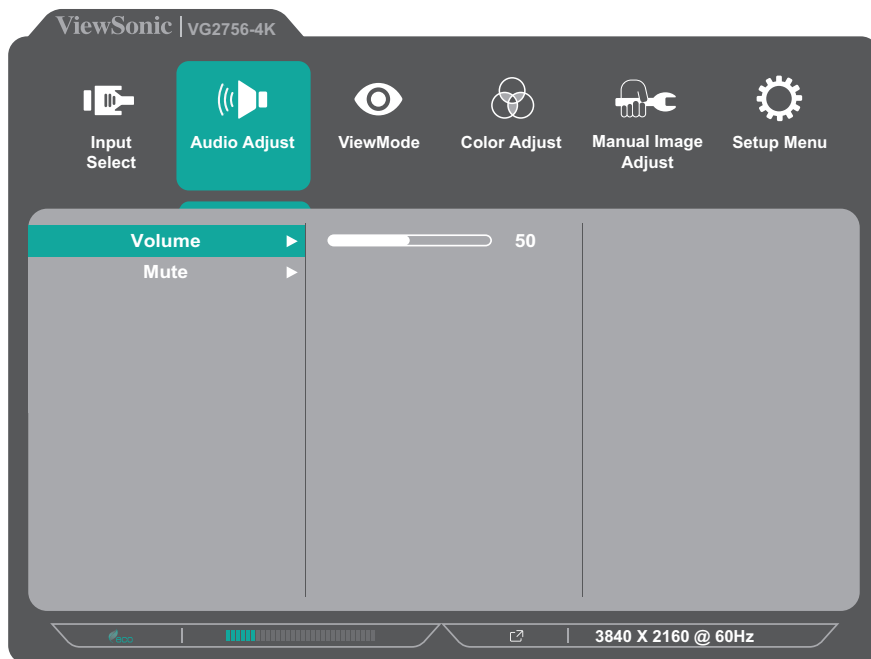 ViewSonic | VG2756-4K
Input Select
Audio Adjust
ViewMode
Color Adjust
Manual Image Adjust
Setup Menu
Volume
50
Mute
eco
3840 X 2160 @ 60Hz